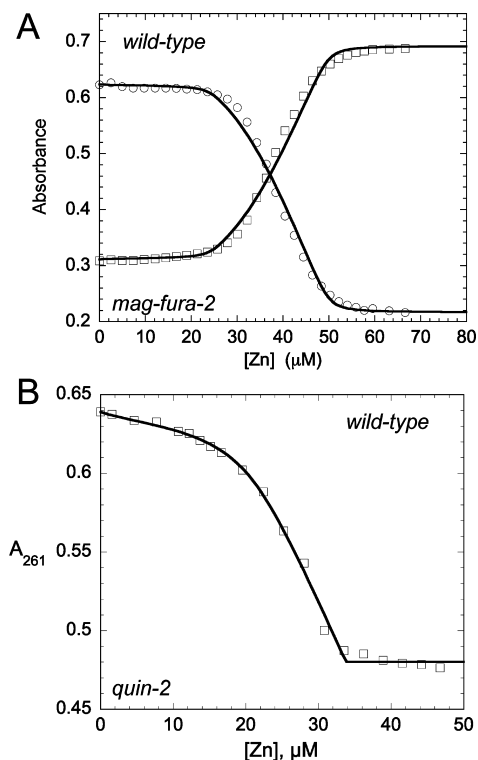 A
wild-type
0.7
0.6
0.5
0.4
0.3
0.2
Absorbance
mag-fura-2
0 10 20 30 40 50 60 70 80
[Zn] (μM)
B
0.65
wild-type
0.6
A261 0.55
0.5
quin-2
0.45
0 10 20 30 40 50
[Zn], μM